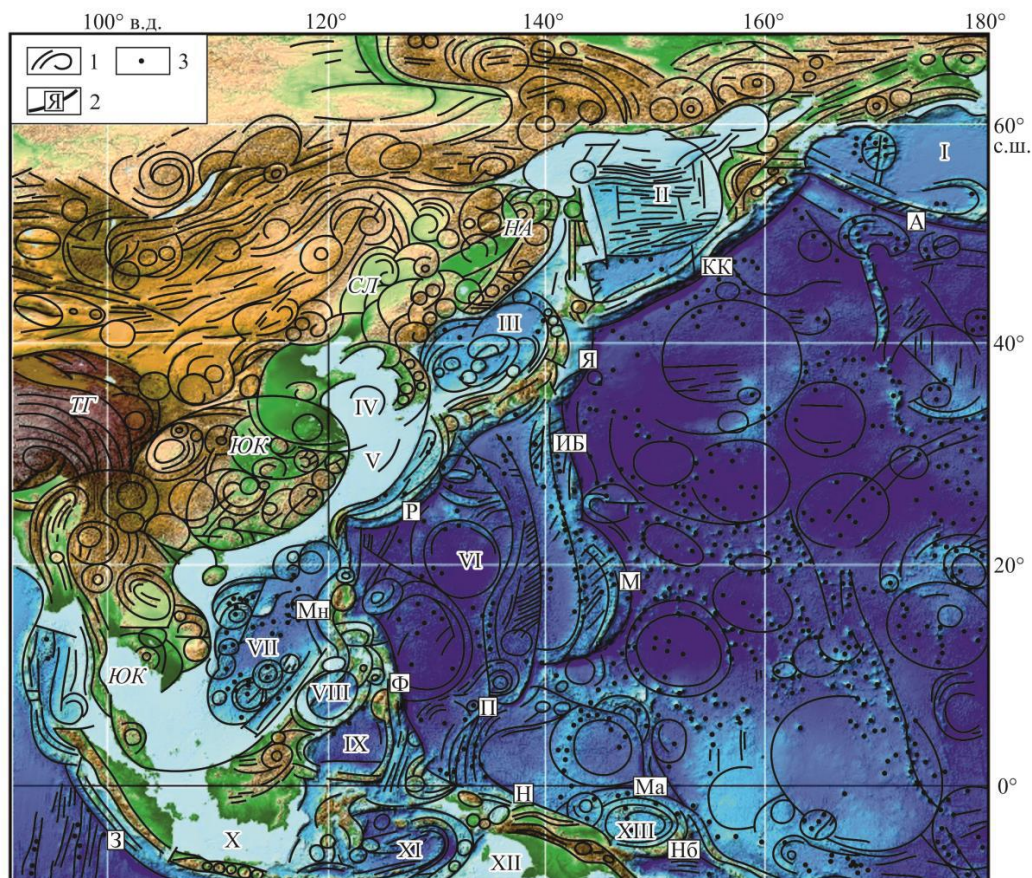 100° в.д.
120°
140°
160°
180°
1
3
Я
2
60°
с.ш.
I
II
А
НА
СЛ
КК
III
40°
Я
ТГ
IV
ЮК
ИБ
V
Р
VI
20°
М
Мн
VII
ЮК
VIII
Ф
П
IX
0°
Н
Ма
З
X
XI
XII
XIII
Нб